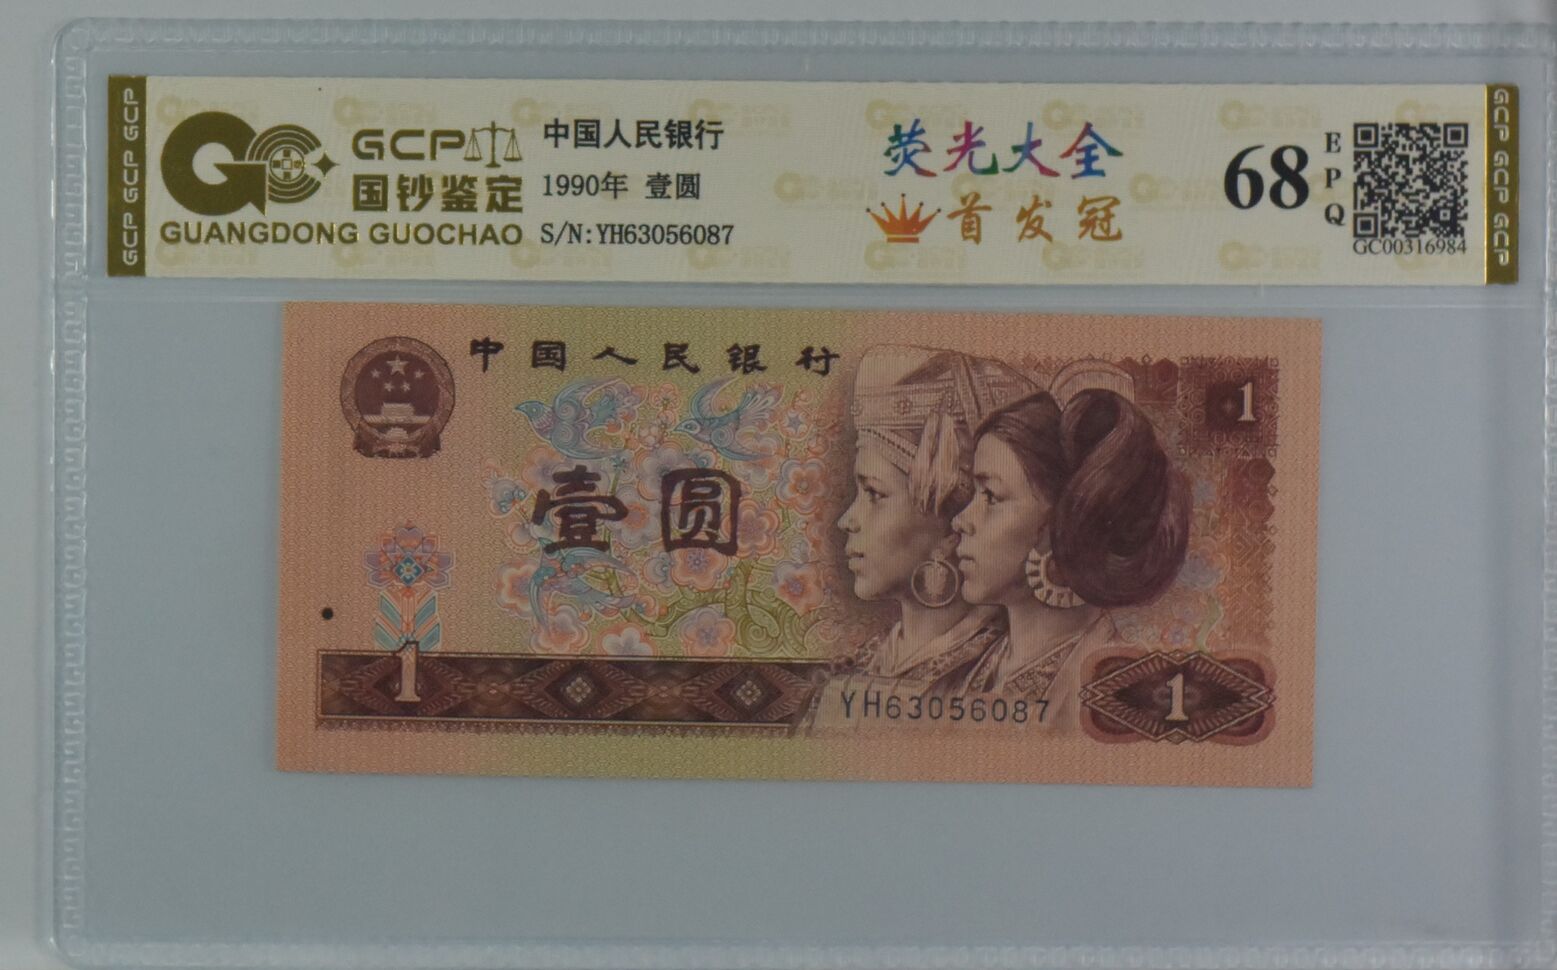 GCP GCP GCP
GCP
国钞鉴定
GUANGDONG GUOCHAO
中国人民银行
1990年 壹圆
S/N:YH63056087
荧光大全
首发冠
68
EPQ
GC00316984
GCP GCP GCP
中国人民银行
1
壹圆
1
YH63056087
1